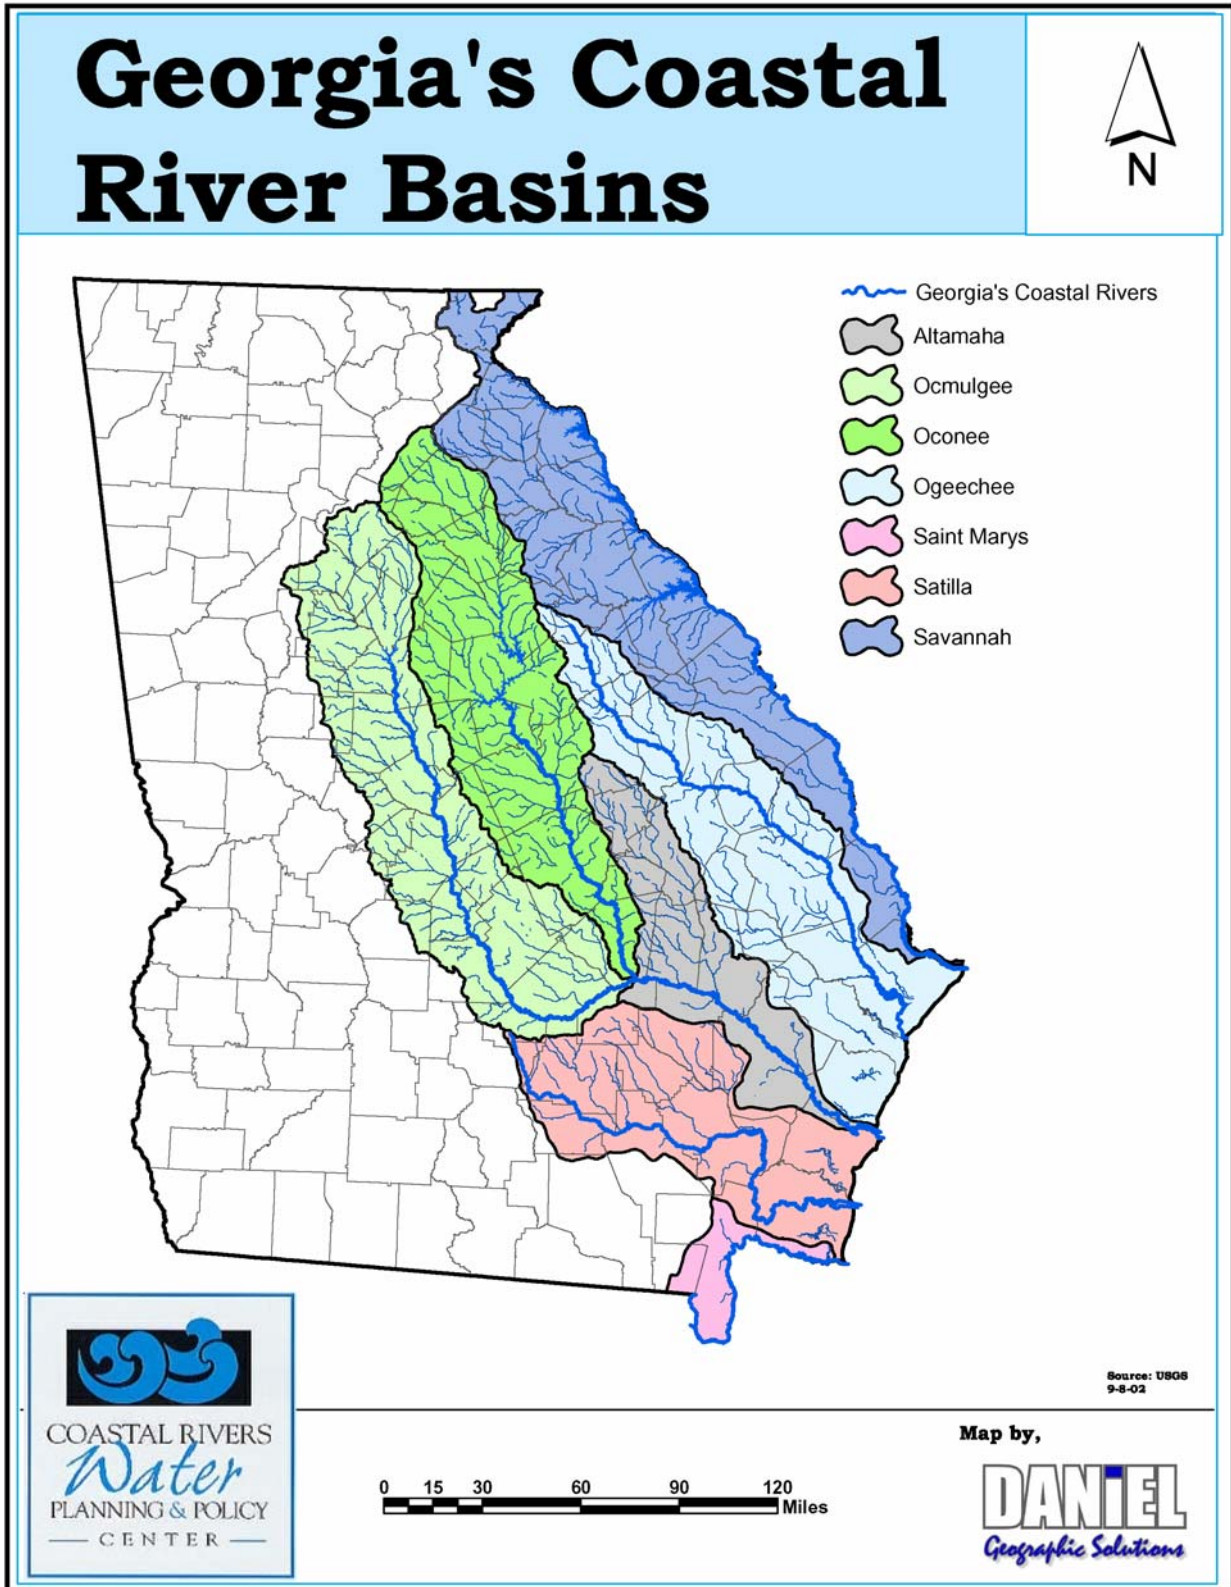 Georgia's Coastal
River Basins
N
Georgia's Coastal Rivers
Altamaha
Ocmulgee
Oconee
Ogeechee
Saint Marys
Satilla
Savannah
Source: USGS
9-8-02
COASTAL RIVERS
Water
PLANNING & POLICY
CENTER
0 15 30 60 90 120
Miles
Map by,
DANiEL
Geographic Solutions